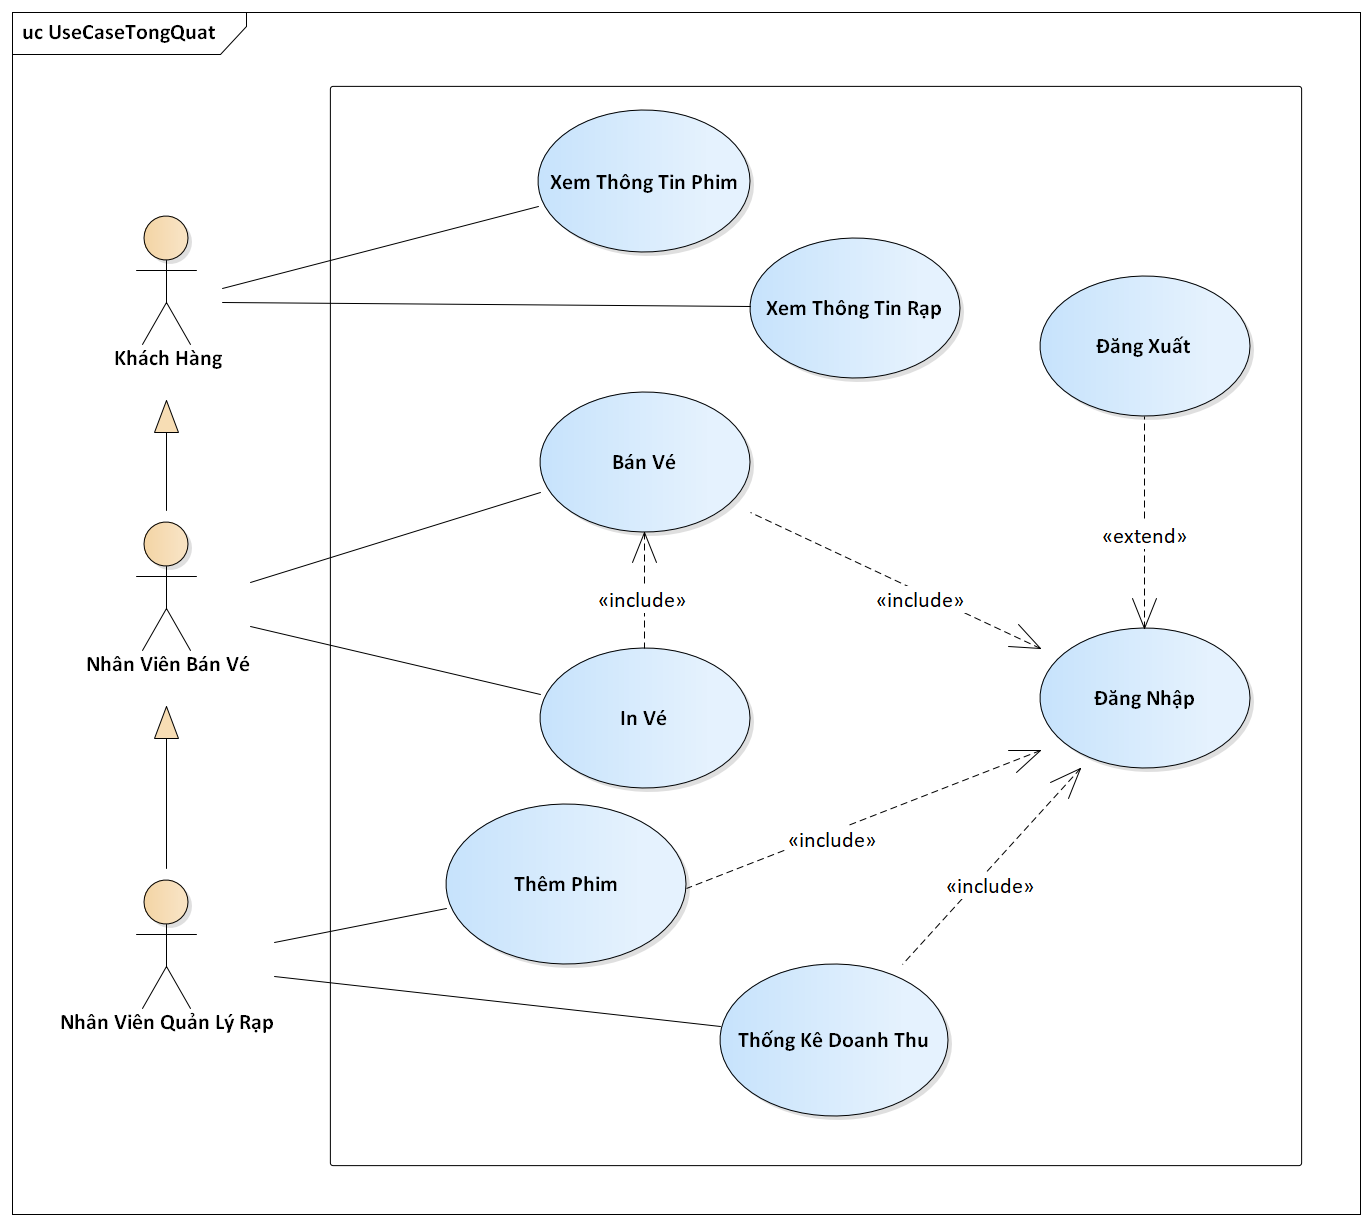 uc UseCaseTongQuat
Xem Thông Tin Phim
Xem Thông Tin Rạp
Đăng Xuất
Khách Hàng
Bán Vé
«extend»
«include»
«include»
Nhân Viên Bán Vé
Đăng Nhập
In Vé
«include»
Thêm Phim
«include»
Nhân Viên Quản Lý Rạp
Thống Kê Doanh Thu